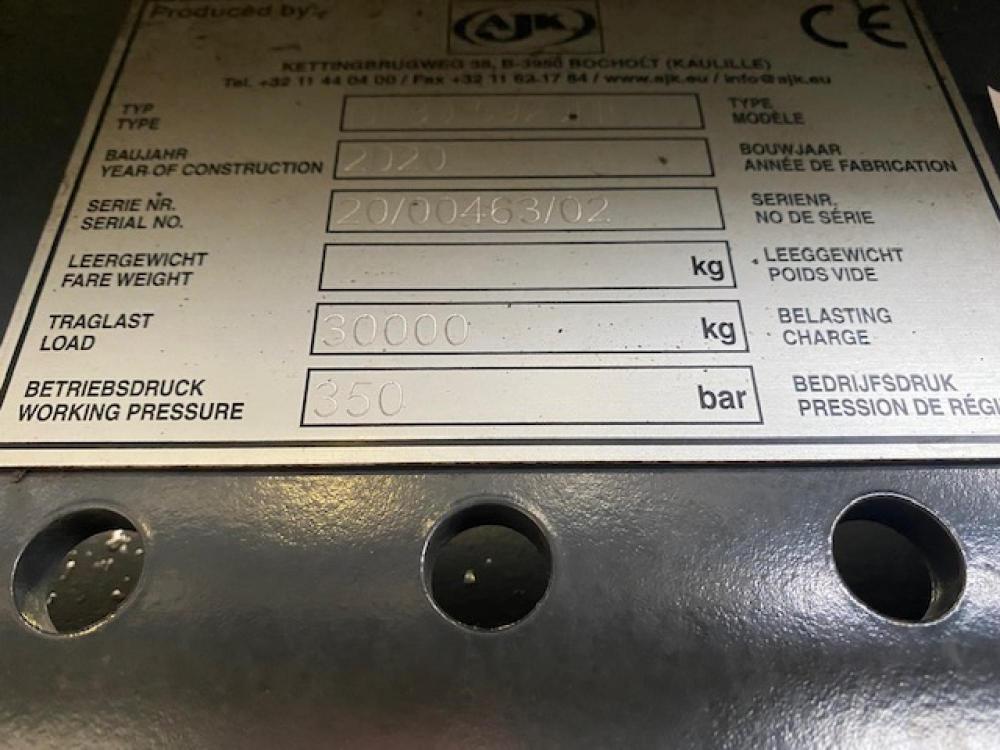 Produced by:
AJK
CE
KETTINGBRUGWEG 38, B-3950 BOCHOLT (KAULILLE)
Tel. +32 11 44 04 00 / Fax +32 11 63 17 84 / www.ajk.eu / info@ajk.eu
TYP TYPE
TYPE MODÈLE
BAUJAHR BOUWJAAR
YEAR OF CONSTRUCTION 2020 ANNÉE DE FABRICATION
SERIE NR. SERIENR.
SERIAL NO. 20/00463/02 NO DE SÉRIE
LEERGEWICHT LEEGGEWICHT
FARE WEIGHT kg POIDS VIDE
TRAGLAST BELASTING
LOAD 30000 kg CHARGE
BETRIEBSDRUCK BEDRIJFSDRUK
WORKING PRESSURE 350 bar PRESSION DE RÉGI